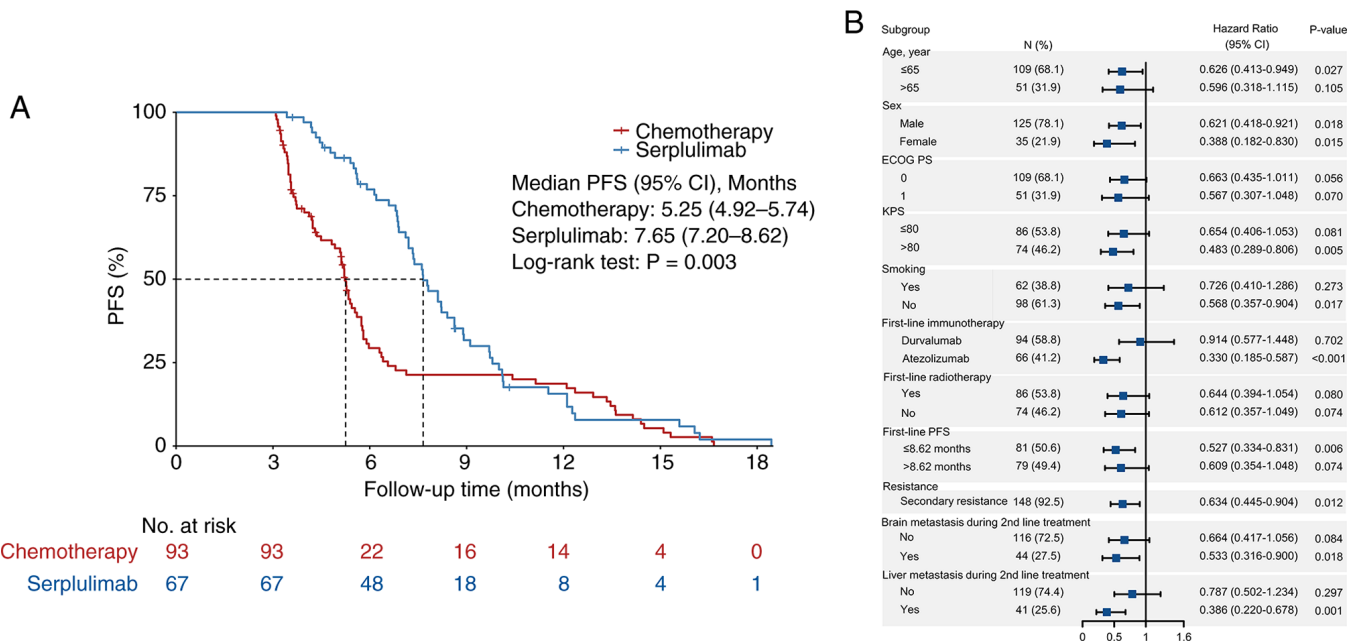 A
100
75
50
25
0
PFS (%)
Chemotherapy
Serplulimab
Median PFS (95% CI), Months
Chemotherapy: 5.25 (4.92–5.74)
Serplulimab: 7.65 (7.20–8.62)
Log-rank test: P = 0.003
0 3 6 9 12 15 18
Follow-up time (months)
No. at risk
Chemotherapy 93 93 22 16 14 4 0
Serplulimab 67 67 48 18 8 4 1
B
Subgroup N (%) Hazard Ratio (95% CI) P-value
Age, year
≤65 109 (68.1) 0.626 (0.413-0.949) 0.027
>65 51 (31.9) 0.596 (0.318-1.115) 0.105
Sex
Male 125 (78.1) 0.621 (0.418-0.921) 0.018
Female 35 (21.9) 0.388 (0.182-0.830) 0.015
ECOG PS
0 109 (68.1) 0.663 (0.435-1.011) 0.056
1 51 (31.9) 0.567 (0.307-1.048) 0.070
KPS
≤80 86 (53.8) 0.654 (0.406-1.053) 0.081
>80 74 (46.2) 0.483 (0.289-0.806) 0.005
Smoking
Yes 62 (38.8) 0.726 (0.410-1.286) 0.273
No 98 (61.3) 0.568 (0.357-0.904) 0.017
First-line immunotherapy
Durvalumab 94 (58.8) 0.914 (0.577-1.448) 0.702
Atezolizumab 66 (41.2) 0.330 (0.185-0.587) <0.001
First-line radiotherapy
Yes 86 (53.8) 0.644 (0.394-1.054) 0.080
No 74 (46.2) 0.612 (0.357-1.049) 0.074
First-line PFS
≤8.62 months 81 (50.6) 0.527 (0.334-0.831) 0.006
>8.62 months 79 (49.4) 0.609 (0.354-1.048) 0.074
Resistance
Secondary resistance 148 (92.5) 0.634 (0.445-0.904) 0.012
Brain metastasis during 2nd line treatment
No 116 (72.5) 0.664 (0.417-1.056) 0.084
Yes 44 (27.5) 0.533 (0.316-0.900) 0.018
Liver metastasis during 2nd line treatment
No 119 (74.4) 0.787 (0.502-1.234) 0.297
Yes 41 (25.6) 0.386 (0.220-0.678) 0.001
0 0.5 1 1.6